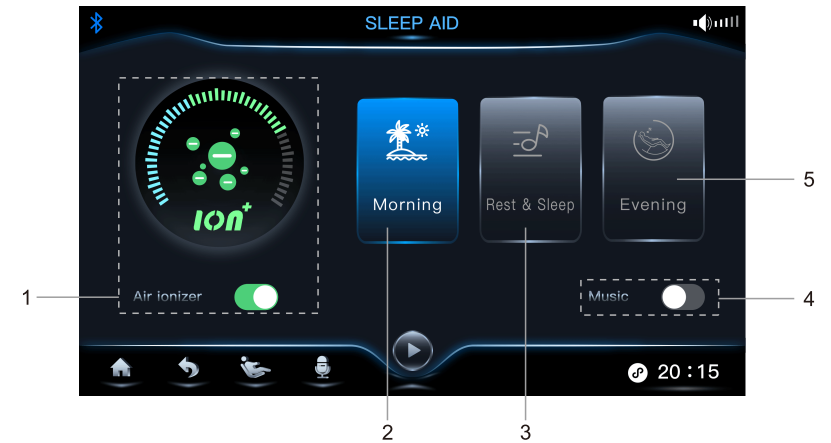 SLEEP AID
ION+
Morning
Rest & Sleep
Evening
5
1
Air ionizer
Music
4
20:15
2
3